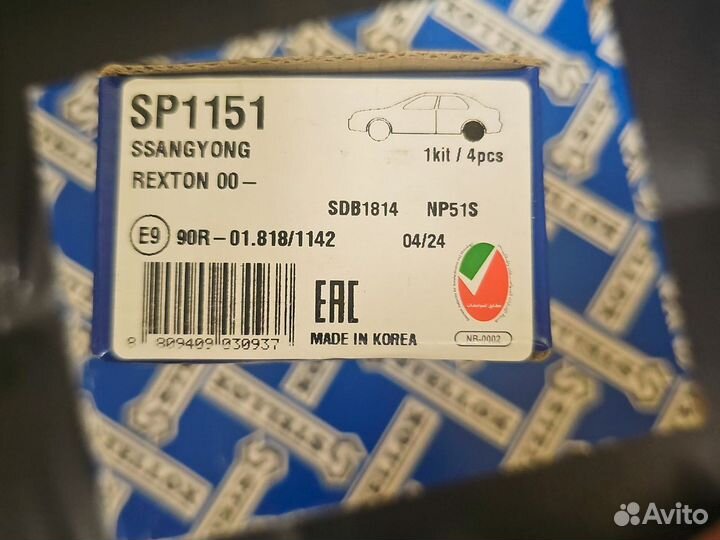 SP1151
SSANGYONG
REXTON 00-
1kit / 4pcs
SDB1814 NP51S
E9 90R-01.818/1142 04/24
EAC
8 809409 030937
MADE IN KOREA
NB-0002
Avito